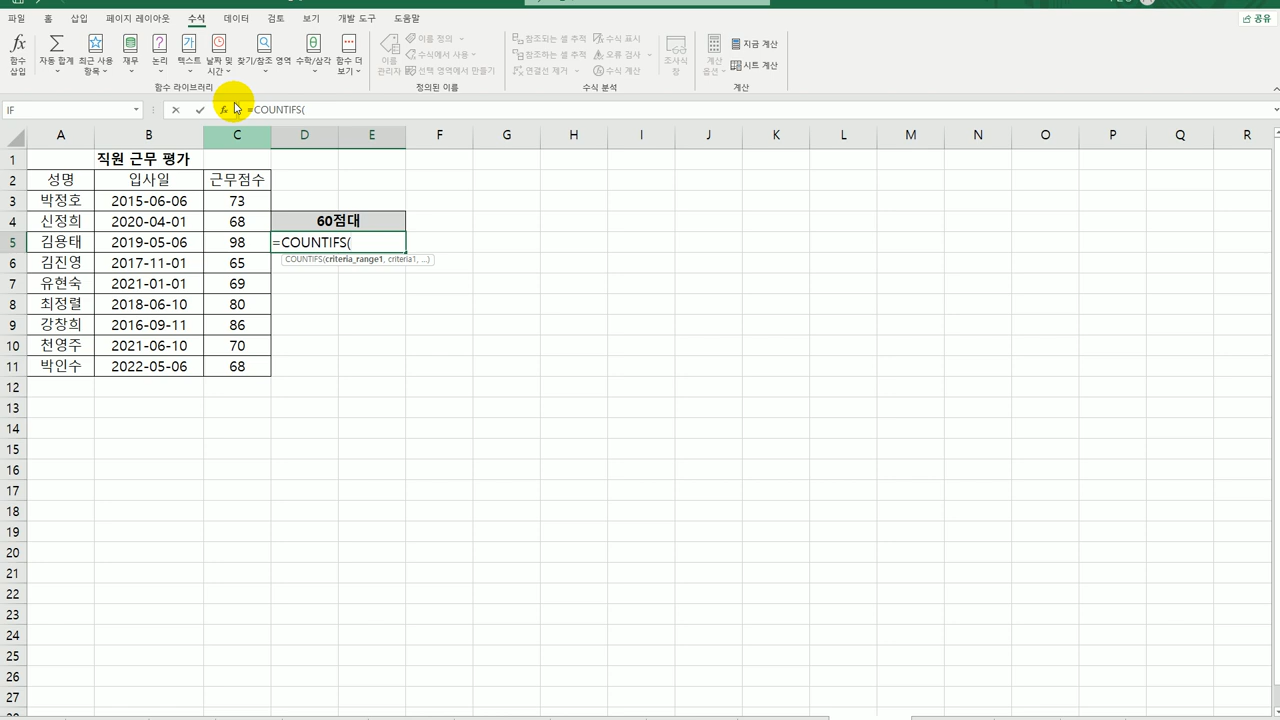 파일 홈 삽입 페이지 레이아웃 수식 데이터 검토 보기 개발 도구 도움말 공유
fx Σ ? 가 θ
함수 삽입 자동 합계 최근 사용 항목 재무 논리 텍스트 날짜 및 시간 찾기/참조 영역 수학/삼각 함수 더 보기
이름 관리자 이름 정의 수식에서 사용 선택 영역에서 만들기
참조되는 셀 추적 참조하는 셀 추적 연결선 제거 수식 표시 오류 검사 수식 계산 조사식 창
계산 옵션 지금 계산 시트 계산
함수 라이브러리 정의된 이름 수식 분석 계산
IF fx =COUNTIFS(
A B C D E F G H I J K L M N O P Q R
1 직원 근무 평가
2 성명 입사일 근무점수
3 박정호 2015-06-06 73
4 신정희 2020-04-01 68 60점대
5 김용태 2019-05-06 98 =COUNTIFS(
COUNTIFS(criteria_range1, criteria1, ...)
6 김진영 2017-11-01 65
7 유현숙 2021-01-01 69
8 최정렬 2018-06-10 80
9 강창희 2016-09-11 86
10 천영주 2021-06-10 70
11 박인수 2022-05-06 68
12
13
14
15
16
17
18
19
20
21
22
23
24
25
26
27